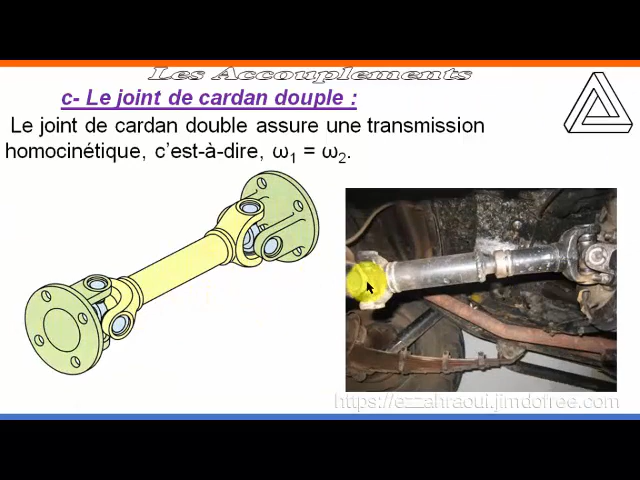 Les Accouplements
c- Le joint de cardan douple :
Le joint de cardan double assure une transmission
homocinétique, c’est-à-dire, ω1 = ω2.
https://ezzahraoui.jimdofree.com